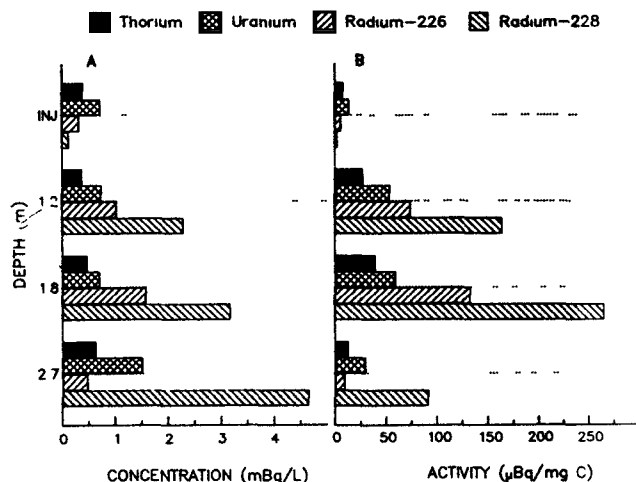 Thorium Uranium Radium-226 Radium-228
A B
INJ
12
18
27
DEPTH (m)
0 1 2 3 4
0 50 100 150 200 250
CONCENTRATION (mBq/L) ACTIVITY (μBq/mg C)